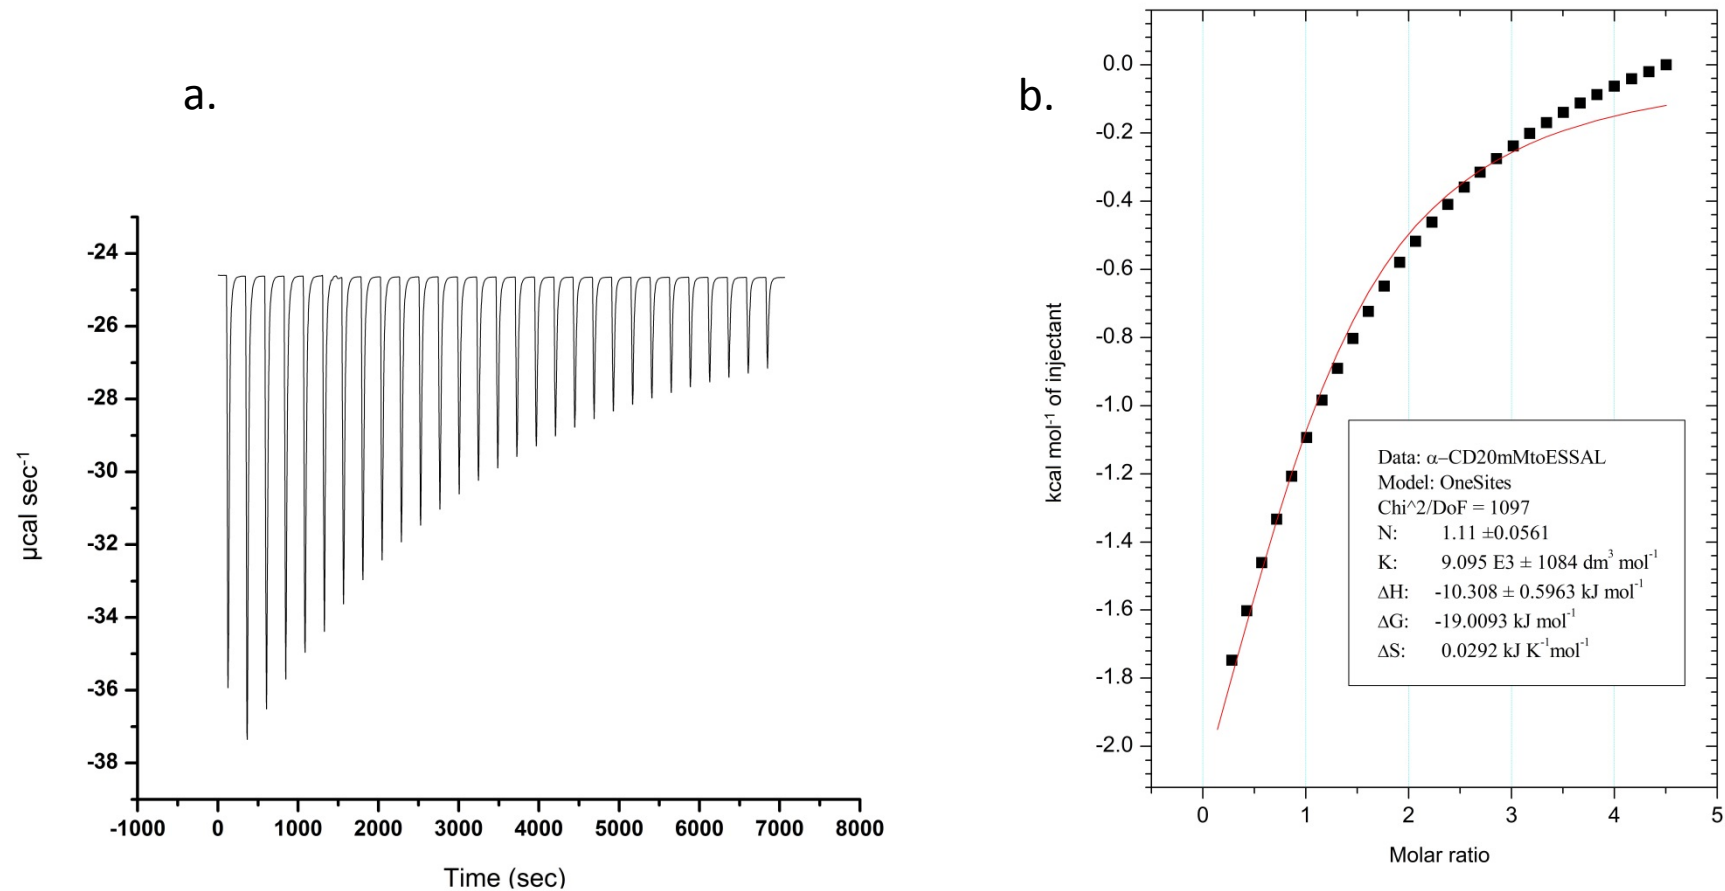 a.
-24
-26
-28
-30
-32
-34
-36
-38
-1000 0 1000 2000 3000 4000 5000 6000 7000 8000
µcal sec⁻¹
Time (sec)
b.
0.0
-0.2
-0.4
-0.6
-0.8
-1.0
-1.2
-1.4
-1.6
-1.8
-2.0
0 1 2 3 4 5
kcal mol⁻¹ of injectant
Molar ratio
Data: α–CD20mMtoESSAL
Model: OneSites
Chi^2/DoF = 1097
N: 1.11 ±0.0561
K: 9.095 E3 ± 1084 dm³ mol⁻¹
ΔH: -10.308 ± 0.5963 kJ mol⁻¹
ΔG: -19.0093 kJ mol⁻¹
ΔS: 0.0292 kJ K⁻¹mol⁻¹